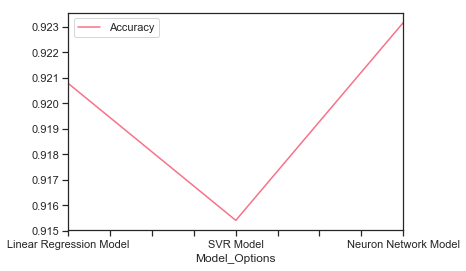 Accuracy
0.923
0.922
0.921
0.920
0.919
0.918
0.917
0.916
0.915
Linear Regression Model
SVR Model
Neuron Network Model
Model_Options